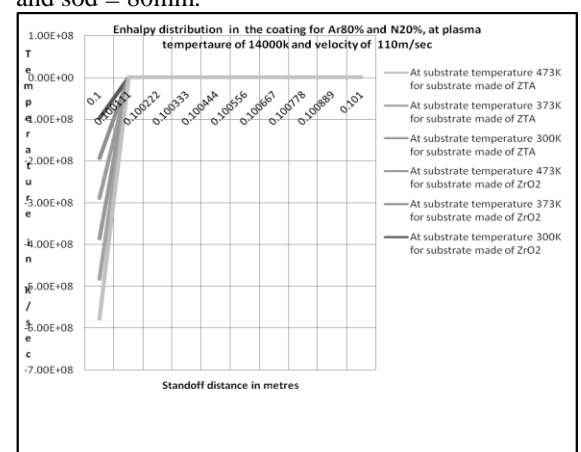 and sod = 80mm.
Enhalpy distribution in the coating for Ar80% and N20%, at plasma
tempertaure of 14000k and velocity of 110m/sec
1.00E+08
0.00E+00
-1.00E+08
-2.00E+08
-3.00E+08
-4.00E+08
-5.00E+08
-6.00E+08
-7.00E+08
Temperature in K/sec
0.1
0.100111
0.100222
0.100333
0.100444
0.100556
0.100667
0.100778
0.100889
0.101
Standoff distance in metres
At substrate temperature 473K
for substrate made of ZTA
At substrate temperature 373K
for substrate made of ZTA
At substrate temperature 300K
for substrate made of ZTA
At substrate temperature 473K
for substrate made of ZrO2
At substrate temperature 373K
for substrate made of ZrO2
At substrate temperature 300K
for substrate made of ZrO2